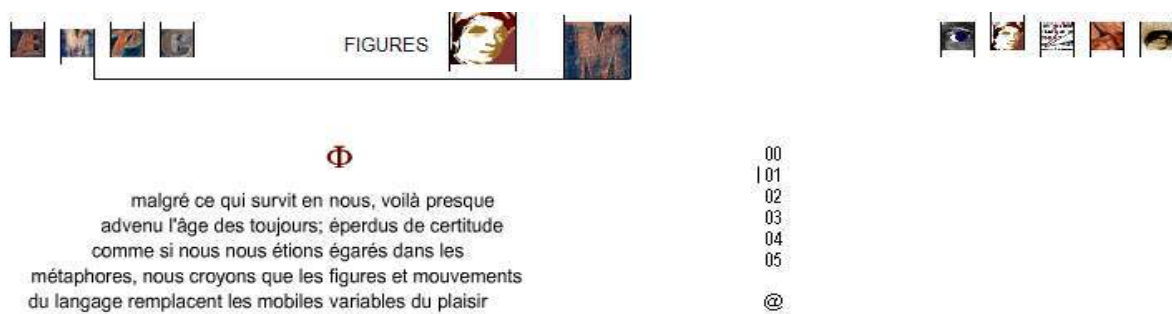 Æ M P C
FIGURES
M
Φ
malgré ce qui survit en nous, voilà presque
advenu l'âge des toujours; éperdus de certitude
comme si nous nous étions égarés dans les
métaphores, nous croyons que les figures et mouvements
du langage remplacent les mobiles variables du plaisir
00
01
02
03
04
05
@